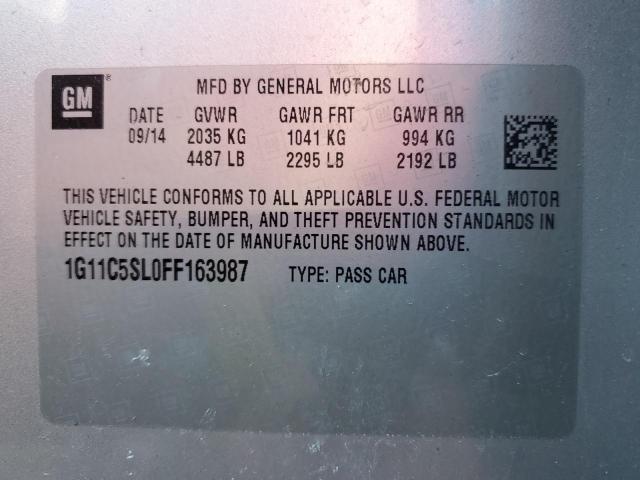 GM ®
MFD BY GENERAL MOTORS LLC
DATE GVWR GAWR FRT GAWR RR
09/14 2035 KG 1041 KG 994 KG
4487 LB 2295 LB 2192 LB
THIS VEHICLE CONFORMS TO ALL APPLICABLE U.S. FEDERAL MOTOR
VEHICLE SAFETY, BUMPER, AND THEFT PREVENTION STANDARDS IN
EFFECT ON THE DATE OF MANUFACTURE SHOWN ABOVE.
1G11C5SL0FF163987 TYPE: PASS CAR